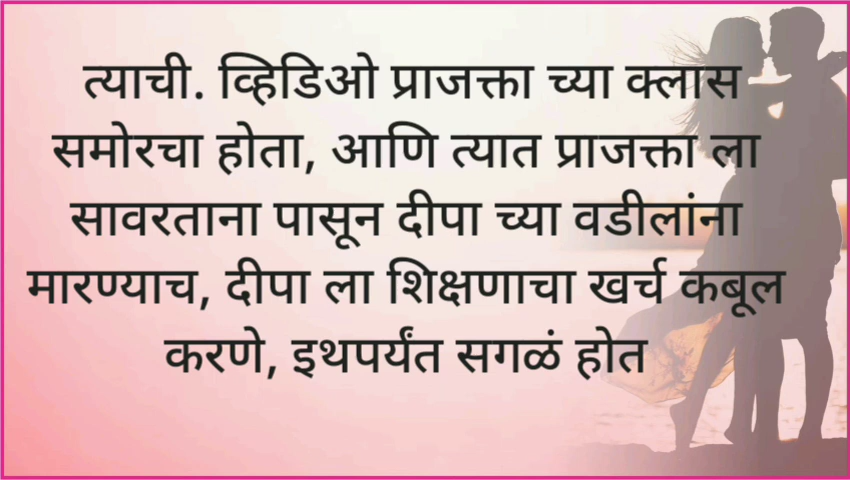 त्याची. व्हिडिओ प्राजक्ता च्या क्लास
समोरचा होता, आणि त्यात प्राजक्ता ला
सावरताना पासून दीपा च्या वडीलांना
मारण्याच, दीपा ला शिक्षणाचा खर्च कबूल
करणे, इथपर्यंत सगळं होत